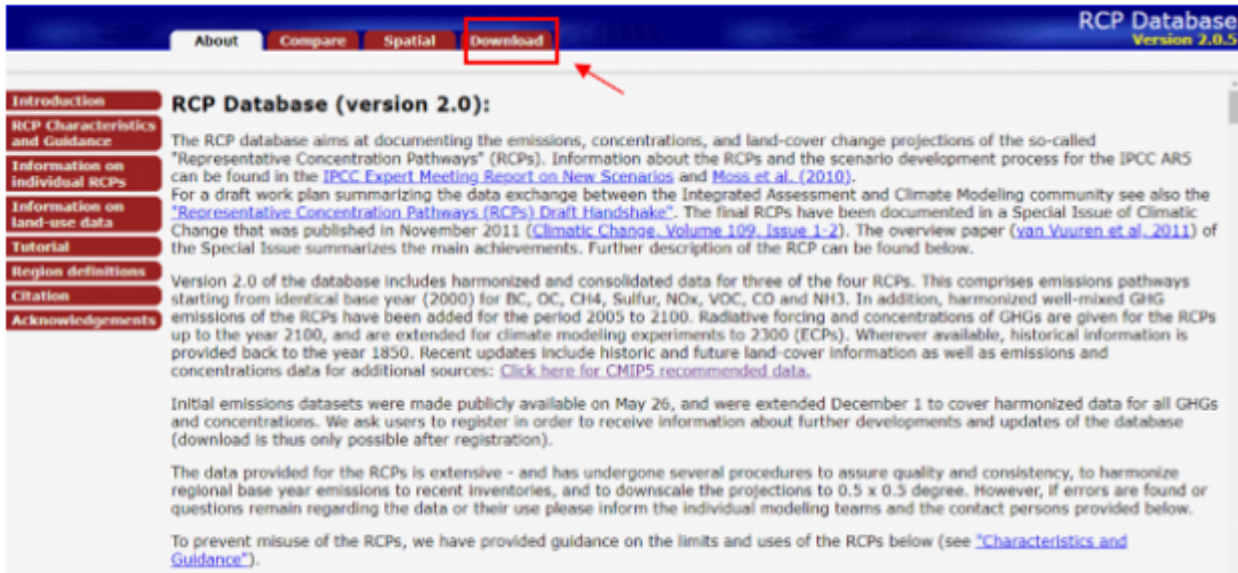 RCP Database
Version 2.0.5
About Compare Spatial Download
Introduction
RCP Characteristics
and Guidance
Information on
individual RCPs
Information on
land-use data
Tutorial
Region definitions
Citation
Acknowledgements
RCP Database (version 2.0):
The RCP database aims at documenting the emissions, concentrations, and land-cover change projections of the so-called
"Representative Concentration Pathways" (RCPs). Information about the RCPs and the scenario development process for the IPCC AR5
can be found in the IPCC Expert Meeting Report on New Scenarios and Moss et al. (2010).
For a draft work plan summarizing the data exchange between the Integrated Assessment and Climate Modeling community see also the
"Representative Concentration Pathways (RCPs) Draft Handshake". The final RCPs have been documented in a Special Issue of Climatic
Change that was published in November 2011 (Climatic Change, Volume 109, Issue 1-2). The overview paper (van Vuuren et al, 2011) of
the Special Issue summarizes the main achievements. Further description of the RCP can be found below.
Version 2.0 of the database includes harmonized and consolidated data for three of the four RCPs. This comprises emissions pathways
starting from identical base year (2000) for BC, OC, CH4, Sulfur, NOx, VOC, CO and NH3. In addition, harmonized well-mixed GHG
emissions of the RCPs have been added for the period 2005 to 2100. Radiative forcing and concentrations of GHGs are given for the RCPs
up to the year 2100, and are extended for climate modeling experiments to 2300 (ECPs). Wherever available, historical information is
provided back to the year 1850. Recent updates include historic and future land-cover information as well as emissions and
concentrations data for additional sources: Click here for CMIP5 recommended data.
Initial emissions datasets were made publicly available on May 26, and were extended December 1 to cover harmonized data for all GHGs
and concentrations. We ask users to register in order to receive information about further developments and updates of the database
(download is thus only possible after registration).
The data provided for the RCPs is extensive - and has undergone several procedures to assure quality and consistency, to harmonize
regional base year emissions to recent inventories, and to downscale the projections to 0.5 x 0.5 degree. However, if errors are found or
questions remain regarding the data or their use please inform the individual modeling teams and the contact persons provided below.
To prevent misuse of the RCPs, we have provided guidance on the limits and uses of the RCPs below (see "Characteristics and
Guidance").